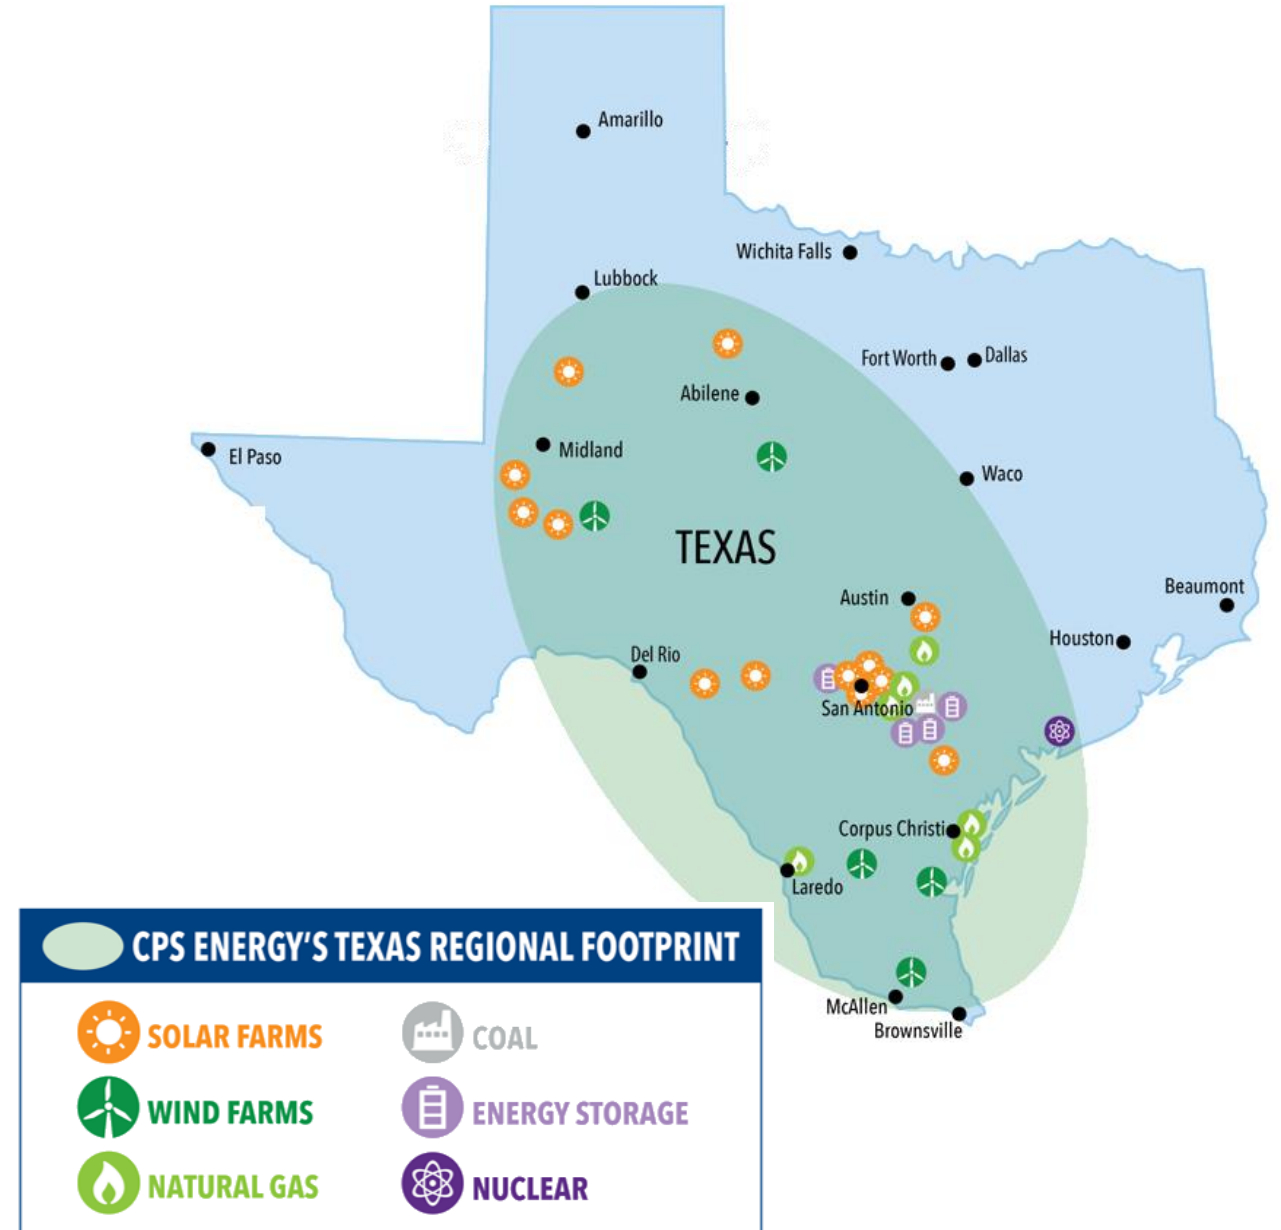 Amarillo
Wichita Falls
Lubbock
Fort Worth
Dallas
Abilene
El Paso
Midland
Waco
TEXAS
Austin
Beaumont
Houston
Del Rio
San Antonio
Corpus Christi
Laredo
McAllen
Brownsville
CPS ENERGY'S TEXAS REGIONAL FOOTPRINT
SOLAR FARMS
COAL
WIND FARMS
ENERGY STORAGE
NATURAL GAS
NUCLEAR